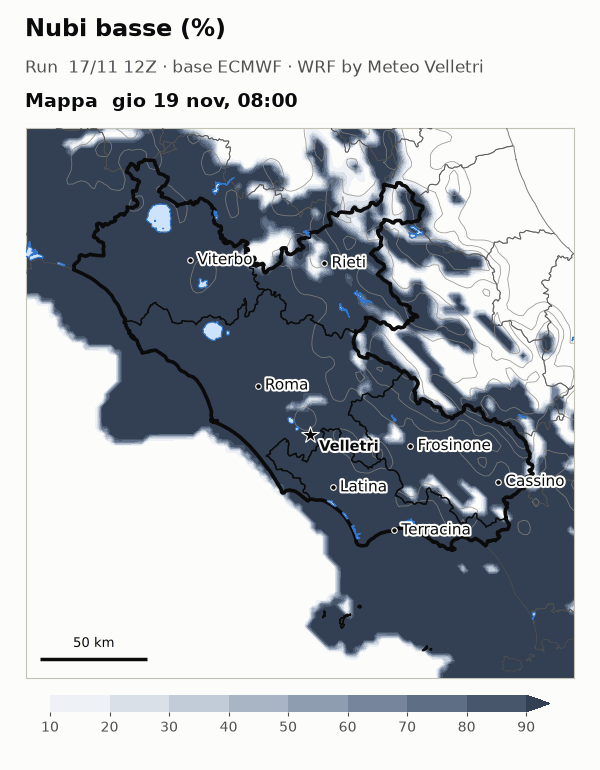 Nubi basse (%)
Run  17/11 12Z · base ECMWF · WRF by Meteo Velletri
Mappa  gio 19 nov, 08:00
Viterbo
Rieti
Roma
Velletri
Frosinone
Cassino
Latina
Terracina
50 km
10 20 30 40 50 60 70 80 90